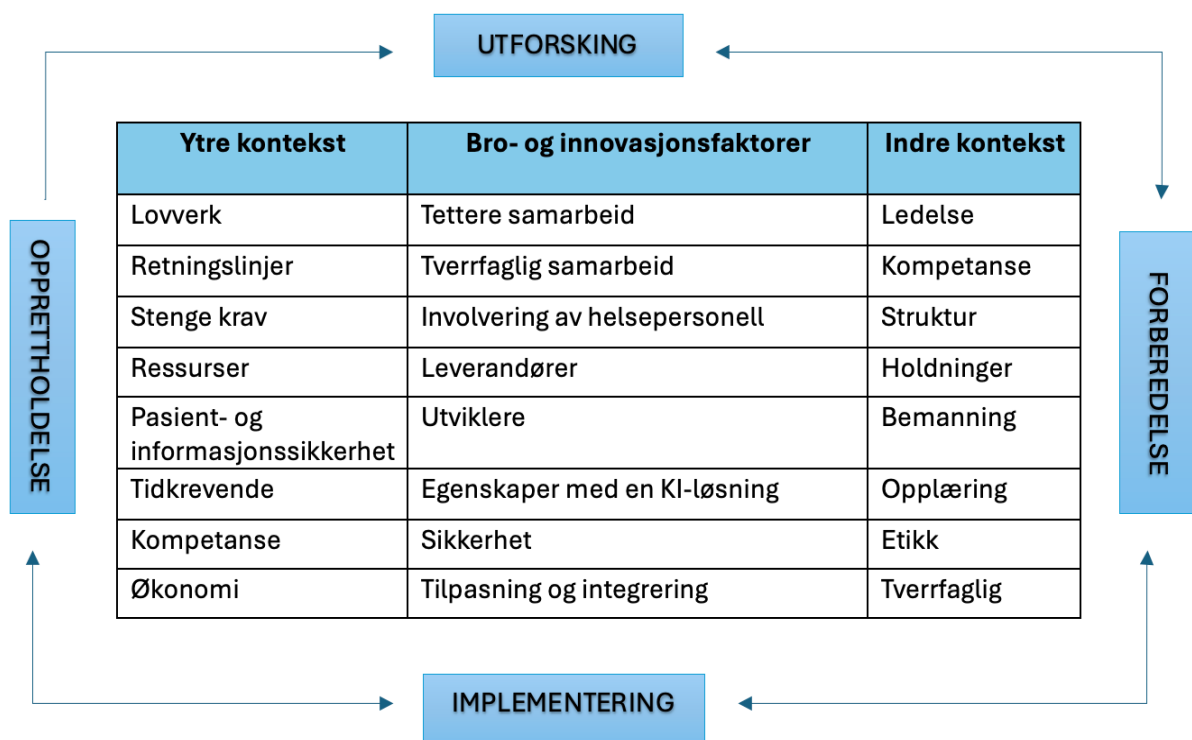 UTFORSKING
Ytre kontekst Bro- og innovasjonsfaktorer Indre kontekst
Lovverk Tettere samarbeid Ledelse
Retningslinjer Tverrfaglig samarbeid Kompetanse
Stenge krav Involvering av helsepersonell Struktur
Ressurser Leverandører Holdninger
Pasient- og Utviklere Bemanning
informasjonssikkerhet
Tidkrevende Egenskaper med en KI-løsning Opplæring
Kompetanse Sikkerhet Etikk
Økonomi Tilpasning og integrering Tverrfaglig
OPPRETTHOLDELSE
FORBEREDELSE
IMPLEMENTERING